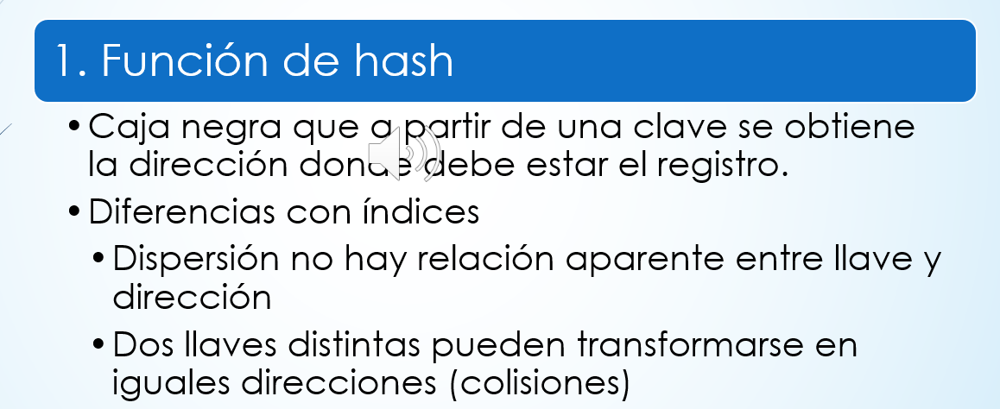 1. Función de hash
• Caja negra que a partir de una clave se obtiene
la dirección donde debe estar el registro.
• Diferencias con índices
• Dispersión no hay relación aparente entre llave y
dirección
• Dos llaves distintas pueden transformarse en
iguales direcciones (colisiones)